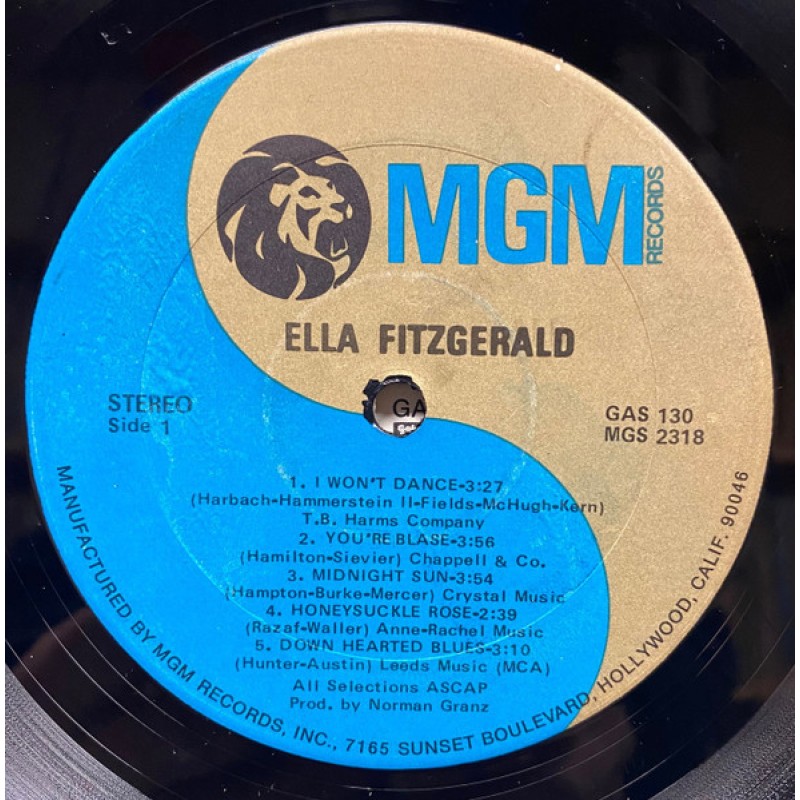 MGM
RECORDS
ELLA FITZGERALD
STEREO
Side 1
GAS 130
MGS 2318
GA
1. I WON'T DANCE-3:27
(Harbach-Hammerstein II-Fields-McHugh-Kern)
T.B. Harms Company
2. YOU'RE BLASE-3:56
(Hamilton-Sievier) Chappell & Co.
3. MIDNIGHT SUN-3:54
(Hampton-Burke-Mercer) Crystal Music
4. HONEYSUCKLE ROSE-2:39
(Razaf-Waller) Anne-Rachel Music
5. DOWN HEARTED BLUES-3:10
(Hunter-Austin) Leeds Music (MCA)
All Selections ASCAP
Prod. by Norman Granz
MANUFACTURED BY MGM RECORDS, INC., 7165 SUNSET BOULEVARD, HOLLYWOOD, CALIF. 90046